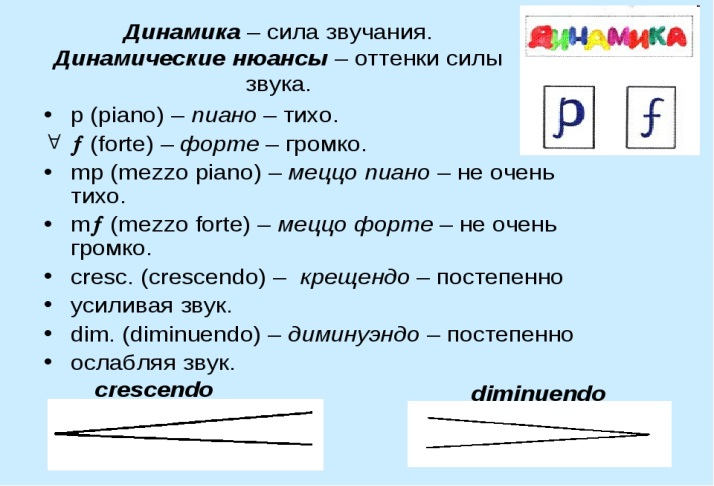 Динамика – сила звучания.
Динамические нюансы – оттенки силы
звука.
ДИНАМИКА
p f
• p (piano) – пиано – тихо.
∀ ƒ (forte) – форте – громко.
• mp (mezzo piano) – меццо пиано – не очень
тихо.
• mƒ (mezzo forte) – меццо форте – не очень
громко.
• cresc. (crescendo) – крещендо – постепенно
• усиливая звук.
• dim. (diminuendo) – диминуэндо – постепенно
• ослабляя звук.
crescendo
diminuendo